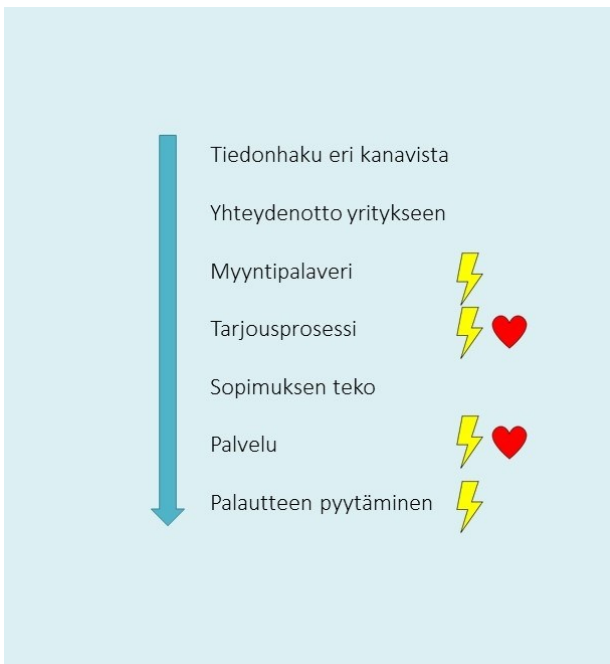 Tiedonhaku eri kanavista
Yhteydenotto yritykseen
Myyntipalaveri
Tarjousprosessi
Sopimuksen teko
Palvelu
Palautteen pyytäminen